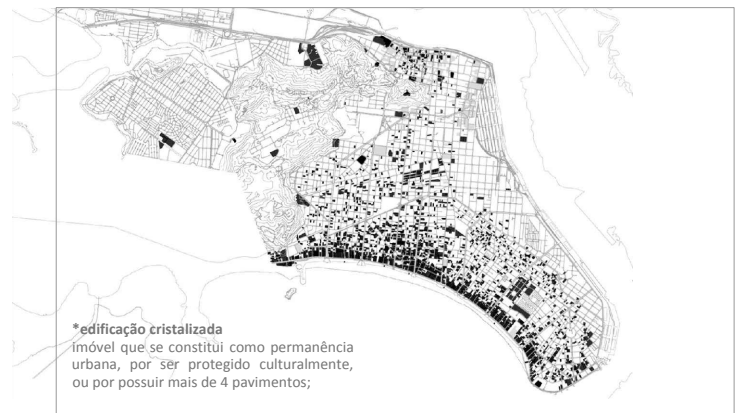 *edificação cristalizada
imóvel que se constitui como permanência
urbana, por ser protegido culturalmente,
ou por possuir mais de 4 pavimentos;